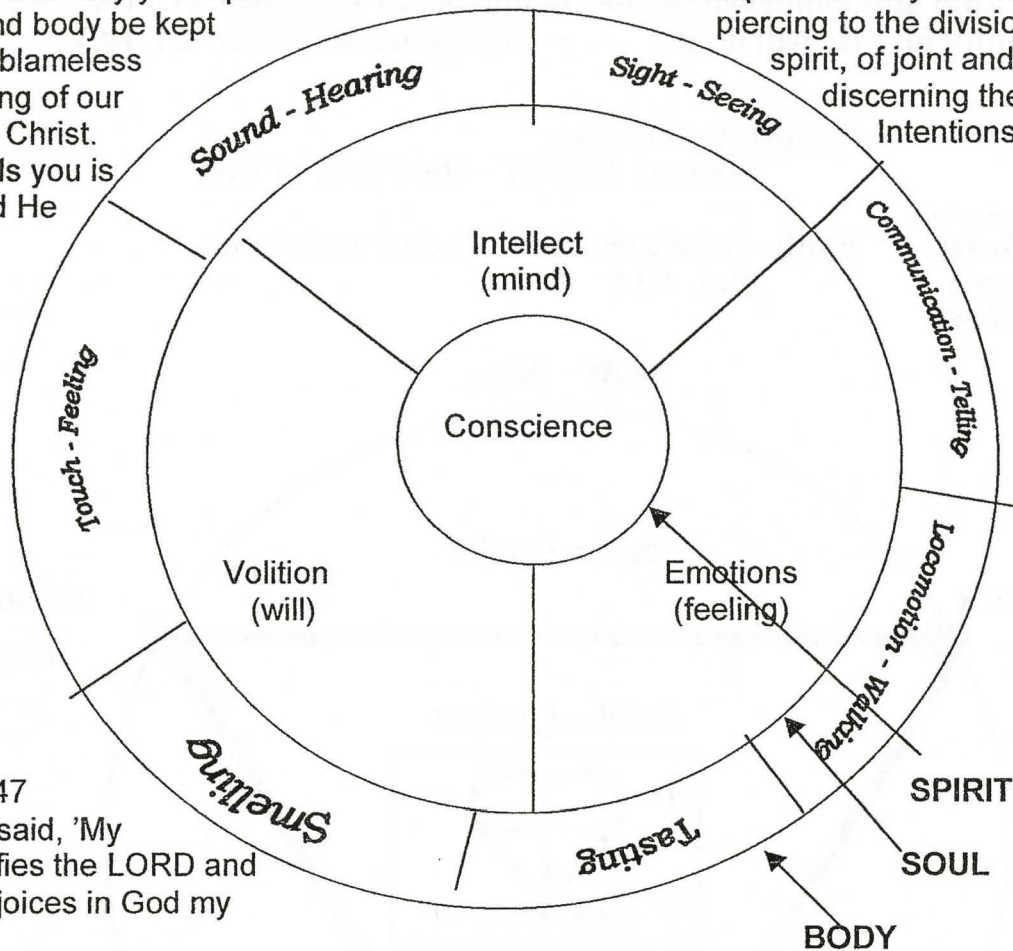 nd body be kept
blameless
ng of our
Christ.
ls you is
d He
piercing to the divisio
spirit, of joint and
discerning the
Intentions
Sound - Hearing
Sight - Seeing
Communication - Telling
Locomotion - Walking
Tasting
Smelling
Touch - Feeling
Intellect
(mind)
Conscience
Volition
(will)
Emotions
(feeling)
SPIRIT
SOUL
BODY
47
said, 'My
fies the LORD and
joices in God my